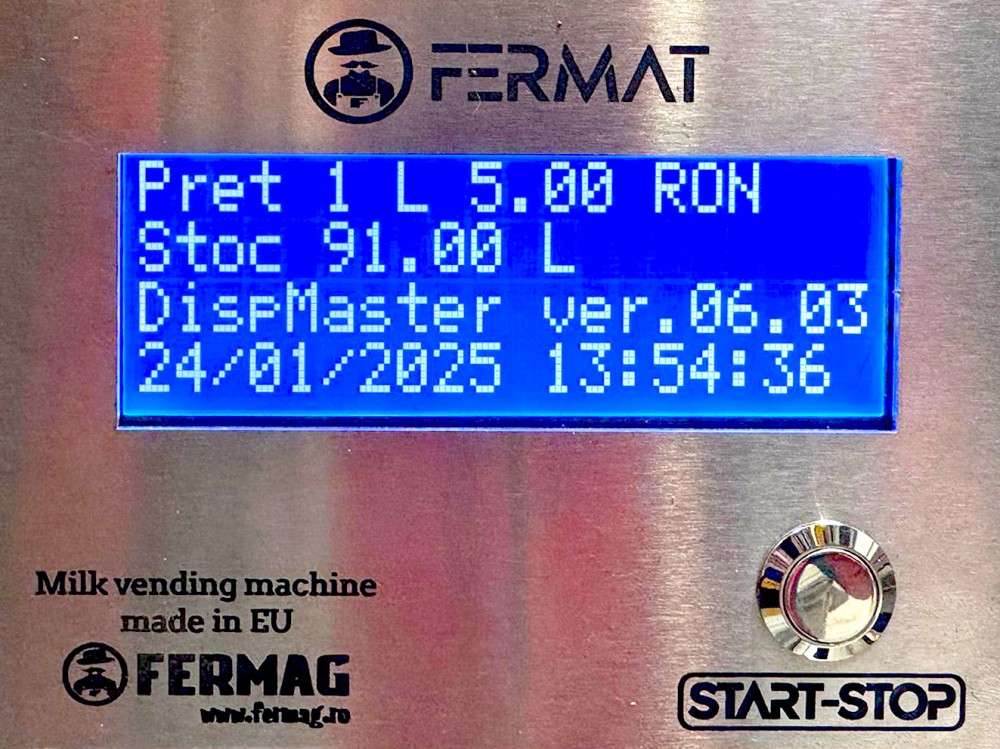 FERMAT
Pret 1 L 5.00 RON
Stoc 91.00 L
DispMaster ver.06.03
24/01/2025 13:54:36
Milk vending machine
made in EU
FERMAG
www.fermag.ro
START-STOP